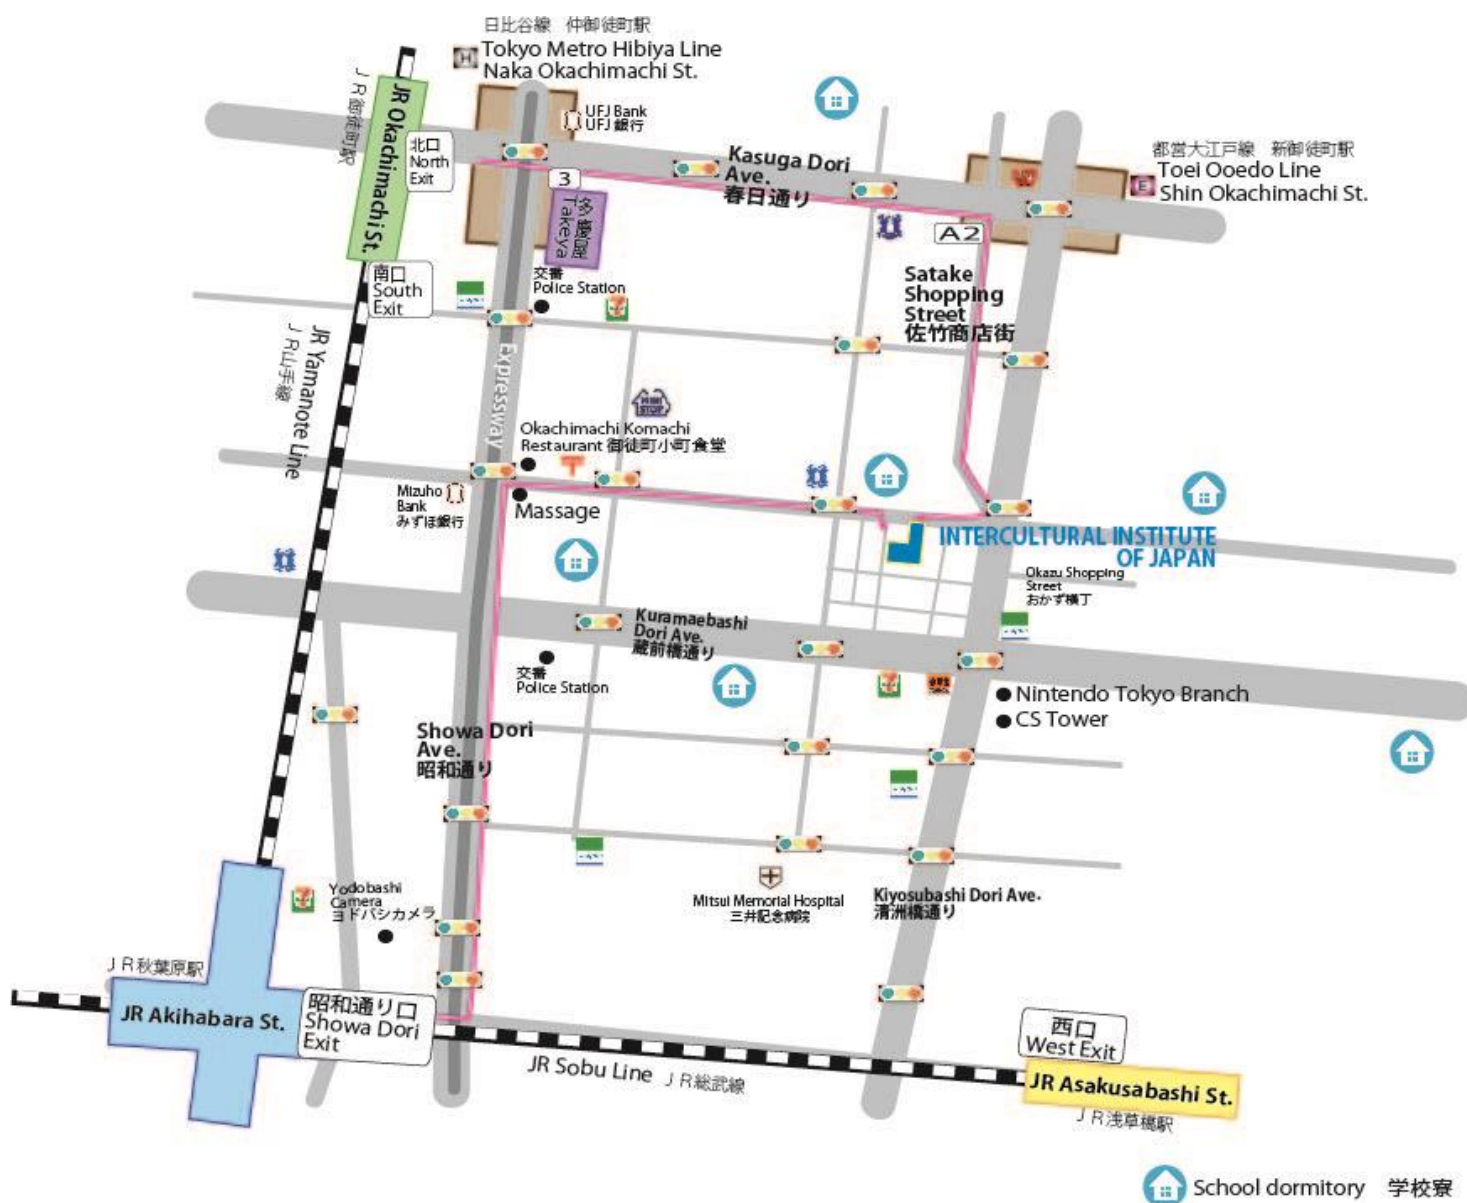 日比谷線 仲御徒町駅
H
Tokyo Metro Hibiya Line
Naka Okachimachi St.
JR Okachimachi St.
JR御徒町駅
北口
North
Exit
UFJ Bank
UFJ 銀行
Kasuga Dori
Ave.
春日通り
都営大江戸線 新御徒町駅
E
Toei Ooedo Line
Shin Okachimachi St.
3
Takeya
A2
南口
South
Exit
交番
Police Station
Satake
Shopping
Street
佐竹商店街
JR Yamanote Line
JR山手線
Expressway
MINI
STOP
Okachimachi Komachi
Restaurant 御徒町小町食堂
Mizuho
Bank
みずほ銀行
Massage
INTERCULTURAL INSTITUTE
OF JAPAN
Okazu Shopping
Street
おかず横丁
Kuramaebashi
Dori Ave.
蔵前橋通り
交番
Police Station
Nintendo Tokyo Branch
CS Tower
Showa Dori
Ave.
昭和通り
Yodobashi
Camera
ヨドバシカメラ
Mitsui Memorial Hospital
三井記念病院
Kiyosubashi Dori Ave.
清洲橋通り
JR秋葉原駅
JR Akihabara St.
昭和通り口
Showa Dori
Exit
西口
West Exit
JR Sobu Line JR総武線
JR Asakusabashi St.
JR浅草橋駅
School dormitory 学校寮